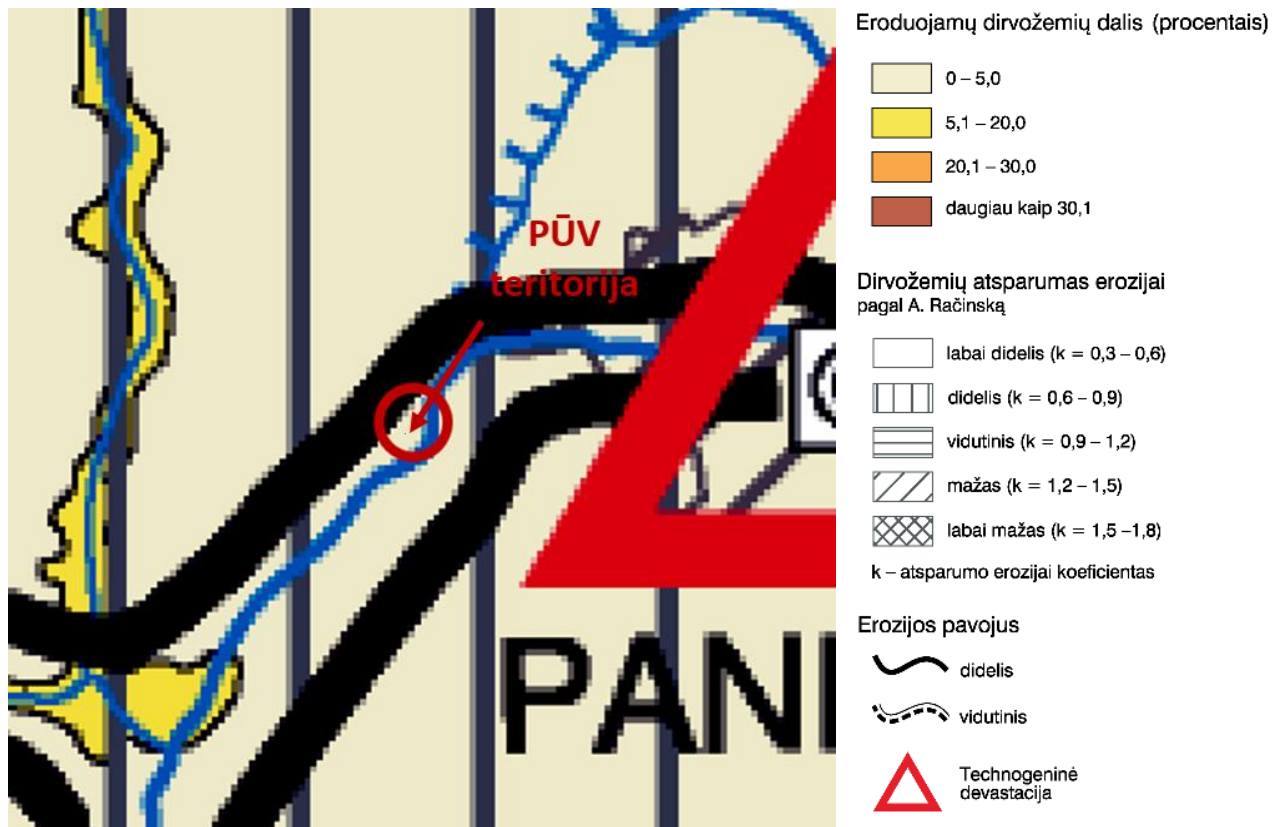 PŪV
teritorija
PAN
Eroduojamų dirvožemių dalis (procentais)
0 – 5,0
5,1 – 20,0
20,1 – 30,0
daugiau kaip 30,1
Dirvožemių atsparumas erozijai
pagal A. Račinską
labai didelis (k = 0,3 – 0,6)
didelis (k = 0,6 – 0,9)
vidutinis (k = 0,9 – 1,2)
mažas (k = 1,2 – 1,5)
labai mažas (k = 1,5 –1,8)
k – atsparumo erozijai koeficientas
Erozijos pavojus
didelis
vidutinis
Technogeninė
devastacija